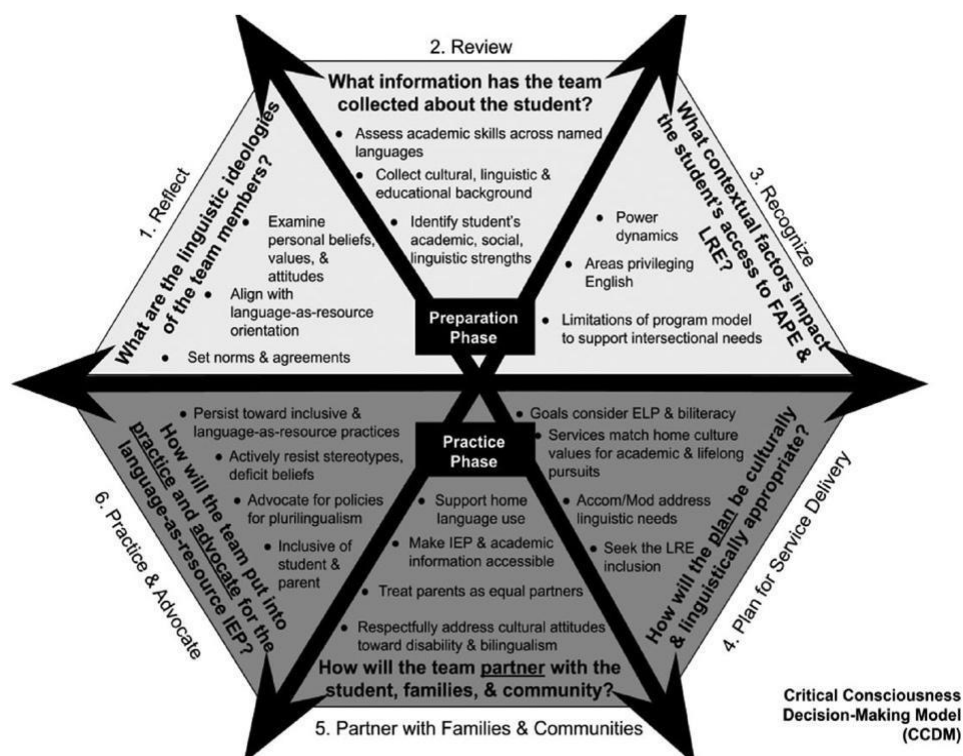 2. Review
What information has the team
collected about the student?
Assess academic skills across named
languages
Collect cultural, linguistic &
educational background
Identify student's
academic, social,
linguistic strengths
1. Reflect
What are the linguistic ideologies
of the team members?
Examine
personal beliefs,
values, &
attitudes
Align with
language-as-resource
orientation
Set norms & agreements
3. Recognize
What contextual factors impact
the student's access to FAPE &
LRE?
Power
dynamics
Areas privileging
English
Limitations of program model
to support intersectional needs
Preparation
Phase
Practice
Phase
Goals consider ELP & biliteracy
Services match home culture
values for academic & lifelong
pursuits
Accom/Mod address
linguistic needs
Seek the LRE
inclusion
How will the plan be culturally
& linguistically appropriate?
4. Plan for Service Delivery
Support home
language use
Make IEP & academic
information accessible
Treat parents as equal partners
Respectfully address cultural attitudes
toward disability & bilingualism
How will the team partner with the
student, families, & community?
5. Partner with Families & Communities
Persist toward inclusive &
language-as-resource practices
Actively resist stereotypes,
deficit beliefs
Advocate for policies
for plurilingualism
Inclusive of
student &
parent
How will the team put into
practice and advocate for the
language-as-resource IEP?
6. Practice & Advocate
Critical Consciousness
Decision-Making Model
(CCDM)